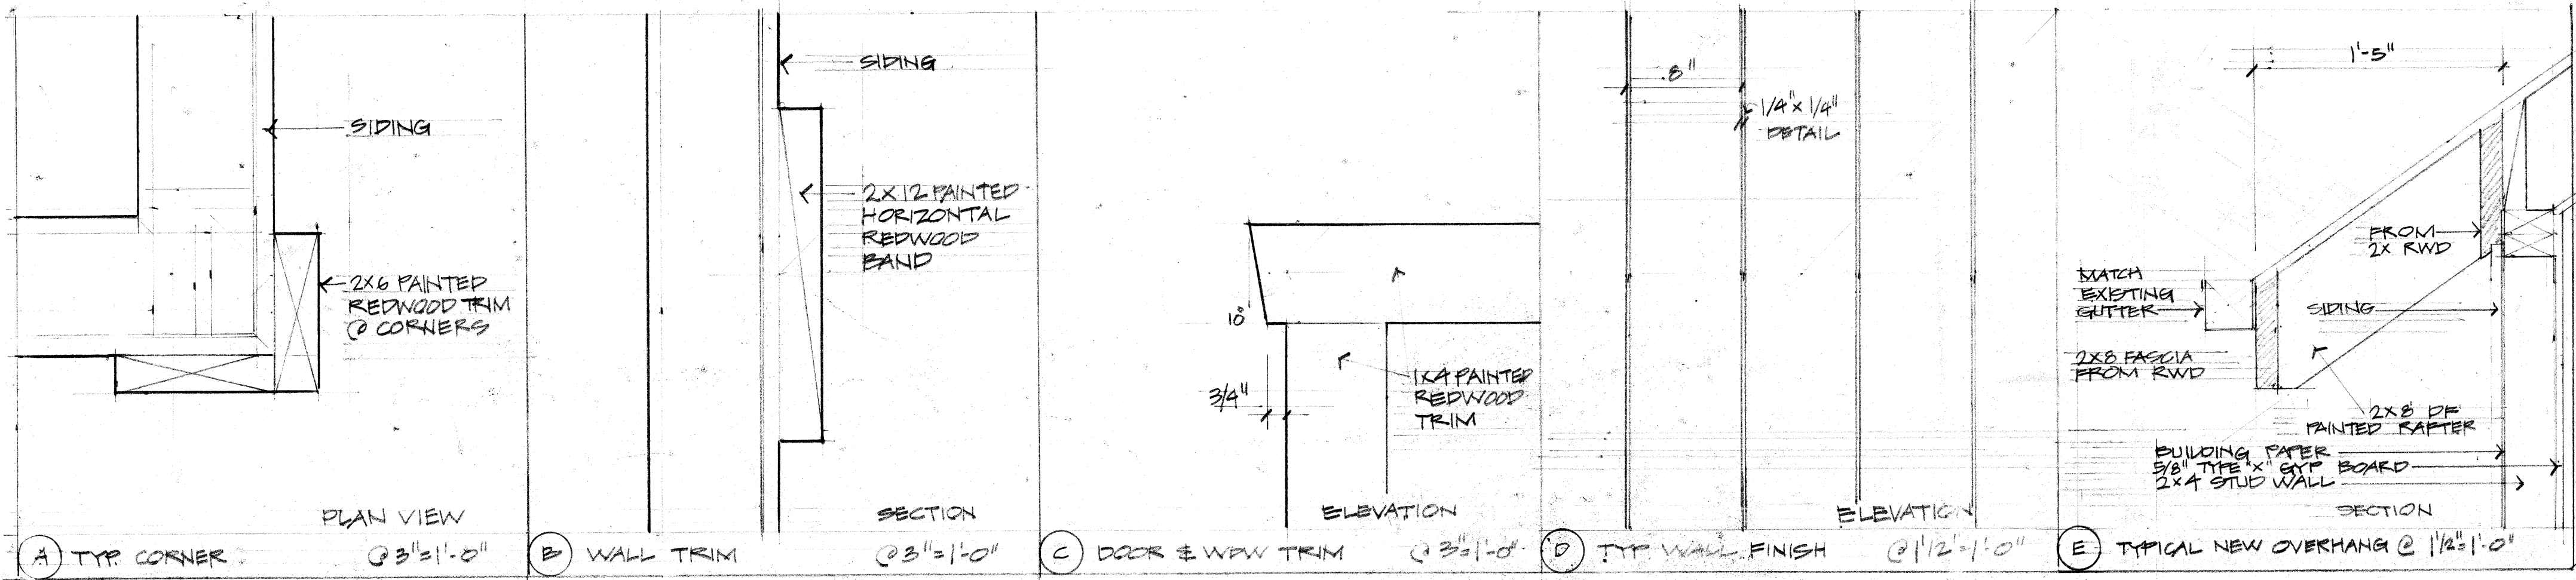 SIDING
2X6 PAINTED
REDWOOD TRIM
@ CORNERS
PLAN VIEW
A TYP. CORNER @ 3"=1'-0"
SIDING
2X12 PAINTED
HORIZONTAL
REDWOOD
BAND
SECTION
B WALL TRIM @ 3"=1'-0"
10°
3/4"
1X4 PAINTED
REDWOOD
TRIM
ELEVATION
C DOOR & WDW TRIM @ 3"=1'-0"
8"
1/4"X 1/4"
DETAIL
ELEVATION
D TYP WALL FINISH @ 1 1/2"=1'-0"
1'-5"
FROM
2X RWD
MATCH
EXISTING
GUTTER
SIDING
2X8 FASCIA
FROM RWD
2X8 DF
PAINTED RAFTER
BUILDING PAPER
5/8" TYPE "X" GYP BOARD
2X4 STUD WALL
SECTION
E TYPICAL NEW OVERHANG @ 1 1/2"=1'-0"